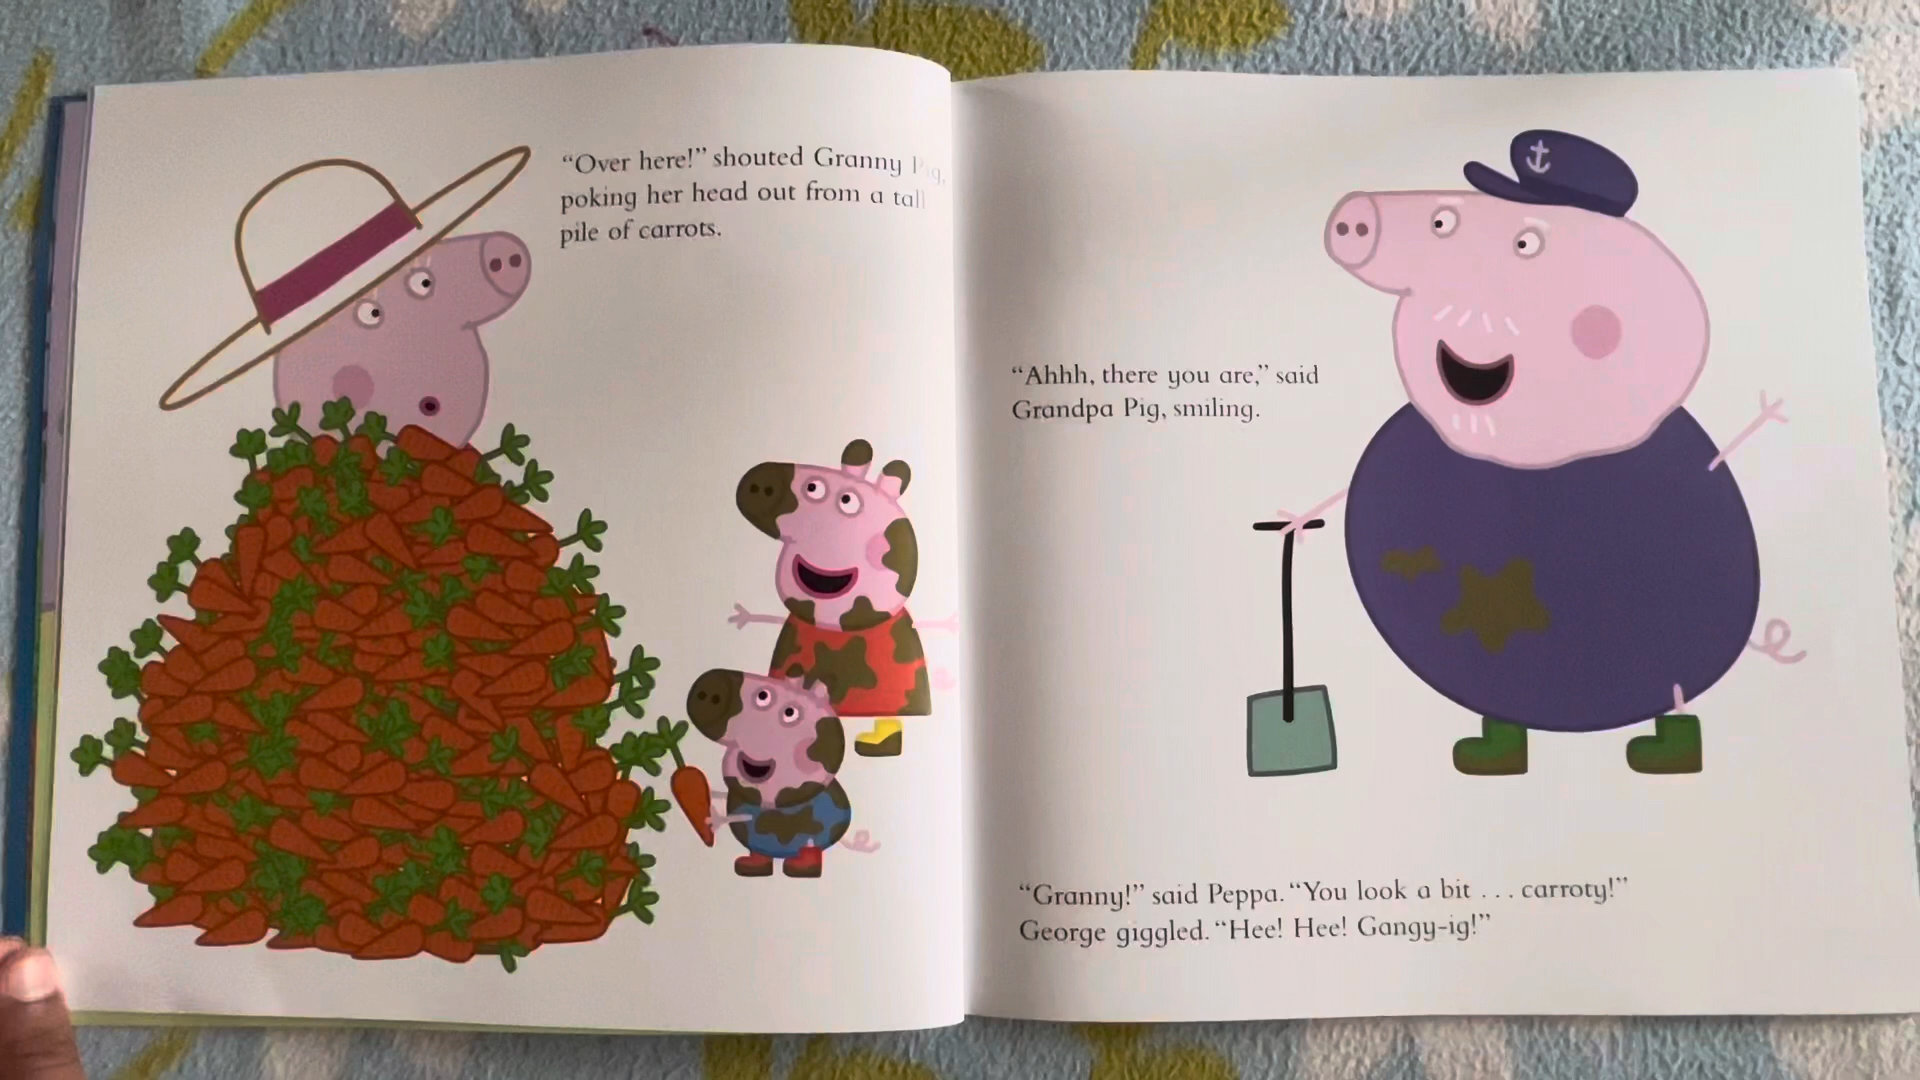 “Over here!” shouted Granny Pig,
poking her head out from a tall
pile of carrots.
“Ahhh, there you are,” said
Grandpa Pig, smiling.
“Granny!” said Peppa. “You look a bit . . . carroty!”
George giggled. “Hee! Hee! Gangy-ig!”